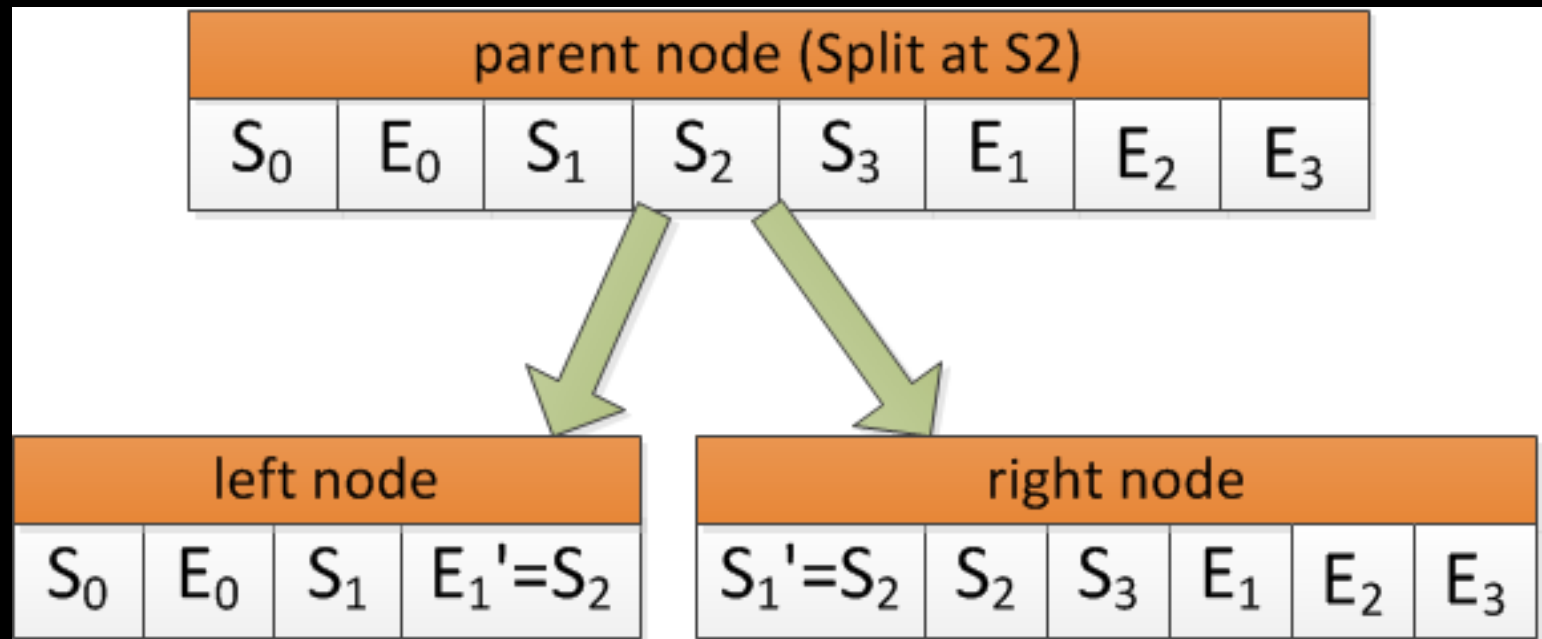 parent node (Split at S2)
S₀ E₀ S₁ S₂ S₃ E₁ E₂ E₃
left node
S₀ E₀ S₁ E₁'=S₂
right node
S₁'=S₂ S₂ S₃ E₁ E₂ E₃